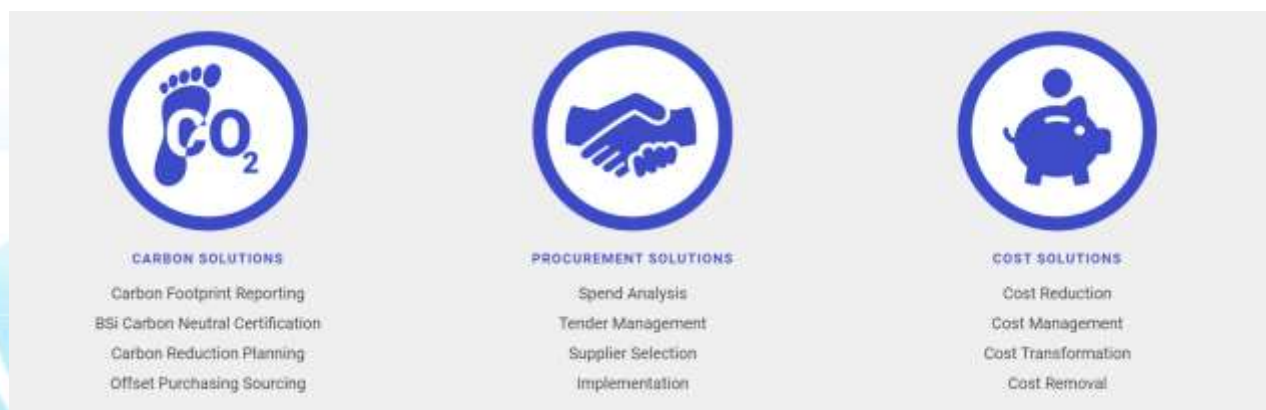 CO2
CARBON SOLUTIONS
Carbon Footprint Reporting
BSi Carbon Neutral Certification
Carbon Reduction Planning
Offset Purchasing Sourcing
PROCUREMENT SOLUTIONS
Spend Analysis
Tender Management
Supplier Selection
Implementation
COST SOLUTIONS
Cost Reduction
Cost Management
Cost Transformation
Cost Removal